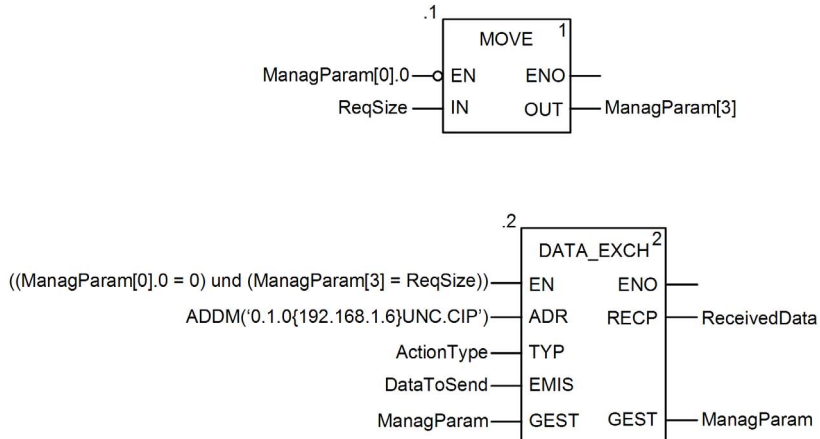 .1
MOVE 1
ManagParam[0].0 EN ENO
ReqSize IN OUT ManagParam[3]
.2
DATA_EXCH 2
((ManagParam[0].0 = 0) und (ManagParam[3] = ReqSize)) EN ENO
ADDM(‘0.1.0{192.168.1.6}UNC.CIP’) ADR RECP ReceivedData
ActionType TYP
DataToSend EMIS
ManagParam GEST GEST ManagParam